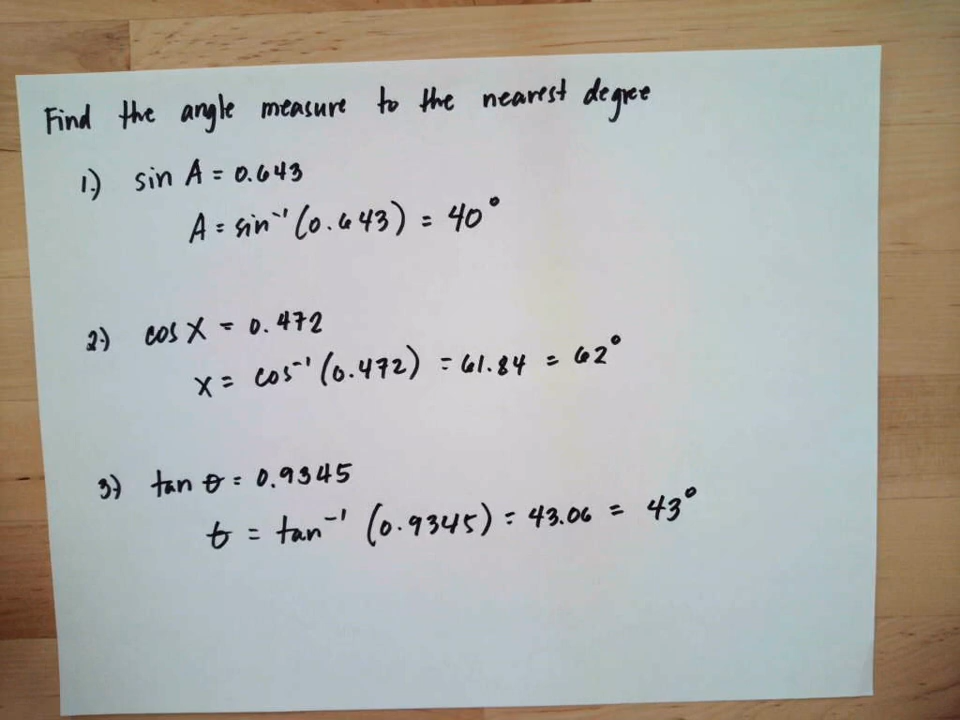 Find the angle measure to the nearest degree
1.) sin A = 0.643
A = sin⁻¹ (0.643) = 40°
2.) cos X = 0.472
X = cos⁻¹ (0.472) = 61.84 = 62°
3.) tan θ = 0.9345
θ = tan⁻¹ (0.9345) = 43.06 = 43°